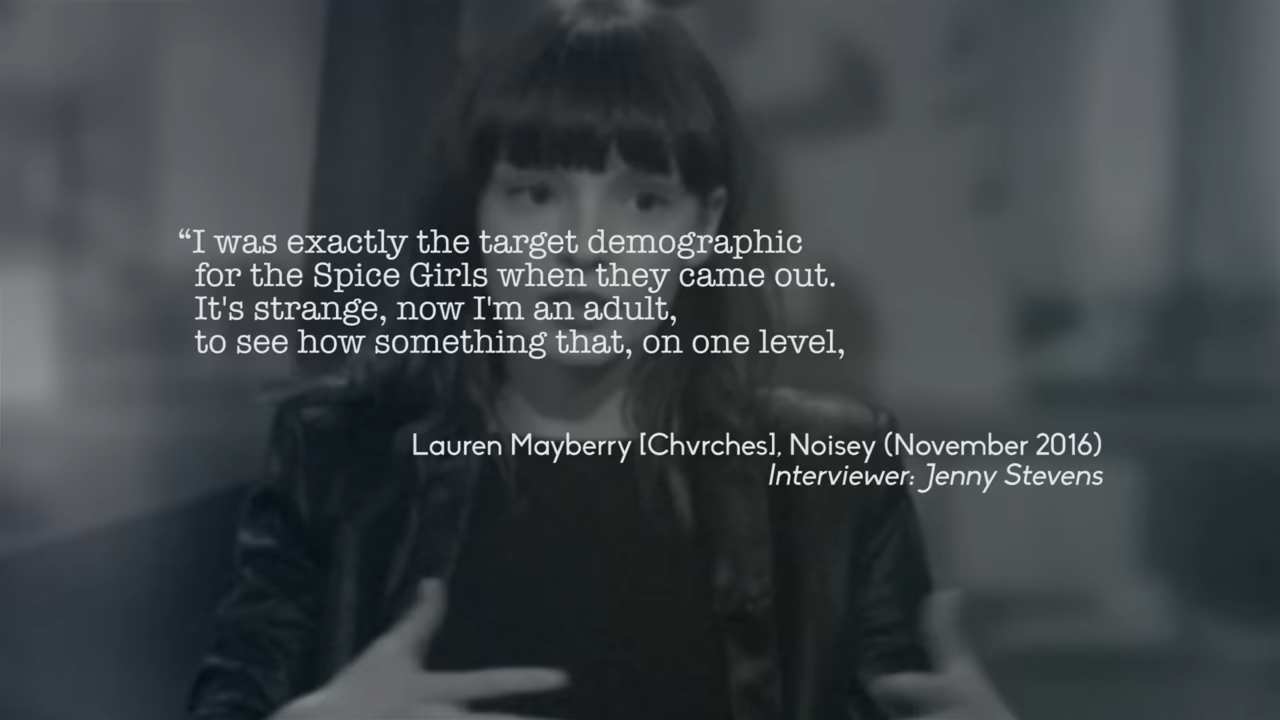 “I was exactly the target demographic
for the Spice Girls when they came out.
It's strange, now I'm an adult,
to see how something that, on one level,
Lauren Mayberry [Chvrches], Noisey (November 2016)
Interviewer: Jenny Stevens